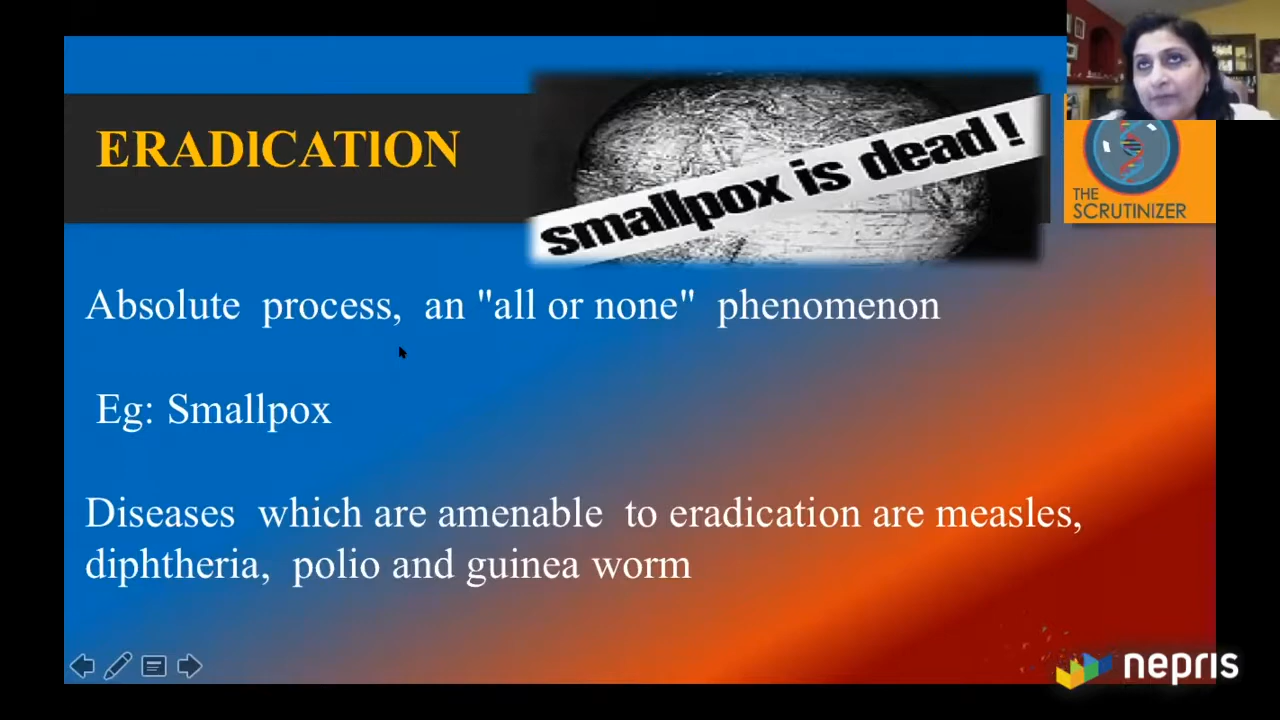 ERADICATION
smallpox is dead!
THE
SCRUTINIZER
Absolute process, an "all or none" phenomenon
Eg: Smallpox
Diseases which are amenable to eradication are measles,
diphtheria, polio and guinea worm
nepris